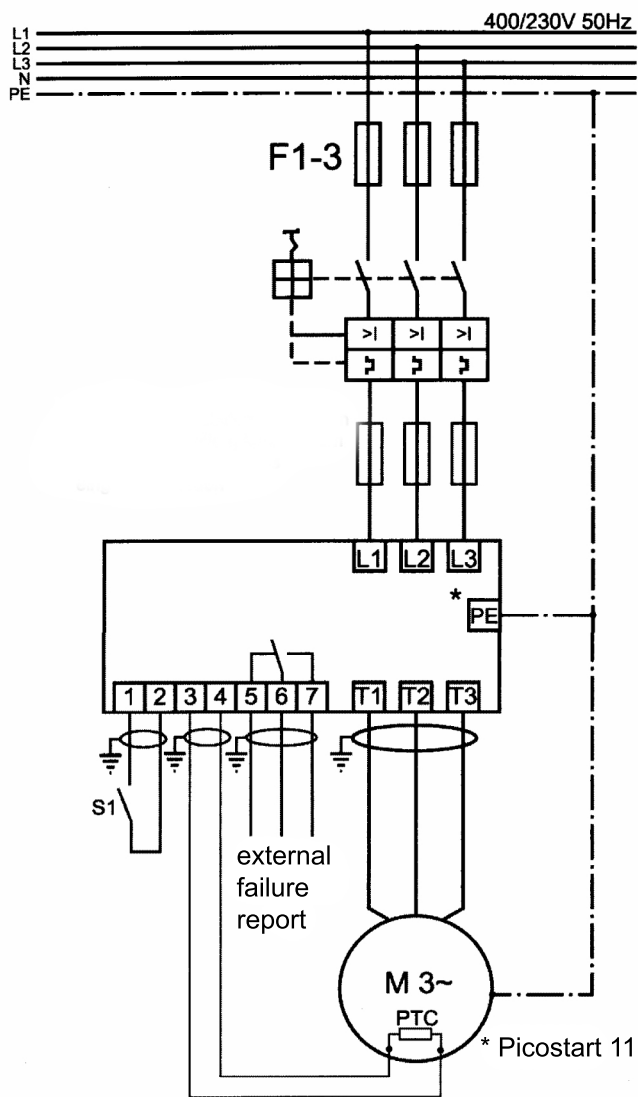 400/230V 50Hz
L1
L2
L3
N
PE
F1-3
>I >I >I
L1 L2 L3
* PE
1 2 3 4 5 6 7 T1 T2 T3
S1
external
failure
report
M 3~
PTC
* Picostart 11